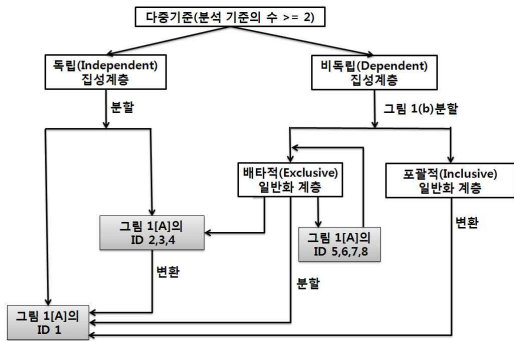 다중기준(분석 기준의 수 >= 2)
독립(Independent)
집성계층
비독립(Dependent)
집성계층
분할
그림 1(b)분할
배타적(Exclusive)
일반화 계층
포괄적(Inclusive)
일반화 계층
그림 1[A]의
ID 2,3,4
그림 1[A]의
ID 5,6,7,8
변환
변환
분할
그림 1[A]의
ID 1